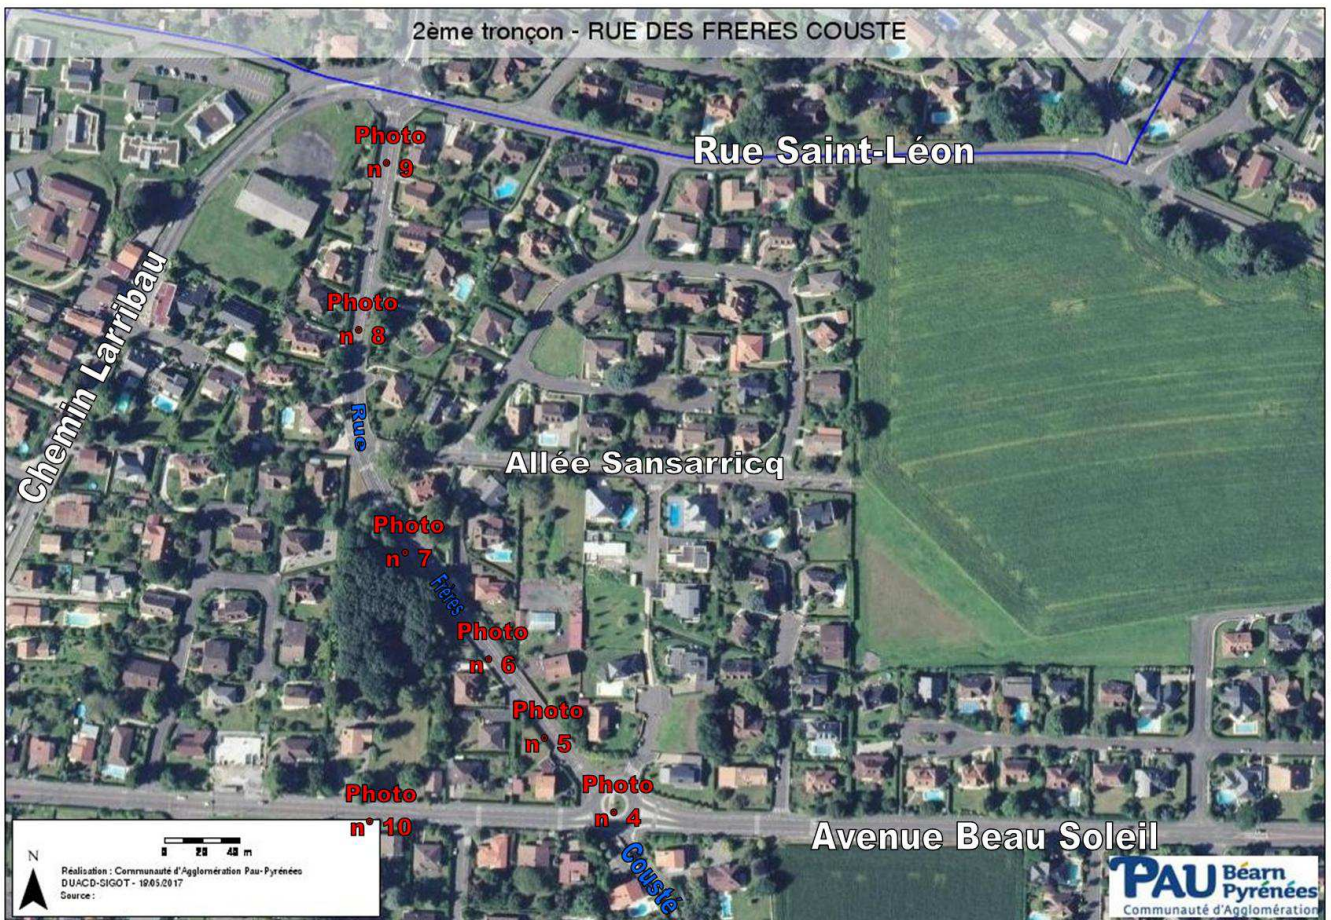 2ème tronçon - RUE DES FRERES COUSTE
Photo
n° 9
Rue Saint-Léon
Chemin Larribau
Photo
n° 8
Rue
Allée Sansarricq
Photo
n° 7
Frères
Photo
n° 6
Photo
n° 5
Photo
n° 4
Photo
n° 10
Avenue Beau Soleil
Cousté
0 20 40 m
N
Réalisation : Communauté d'Agglomération Pau-Pyrénées
DUACD-SIGOT - 18/05/2017
Source :
PAU Béarn
Pyrénées
Communauté d'Agglomération